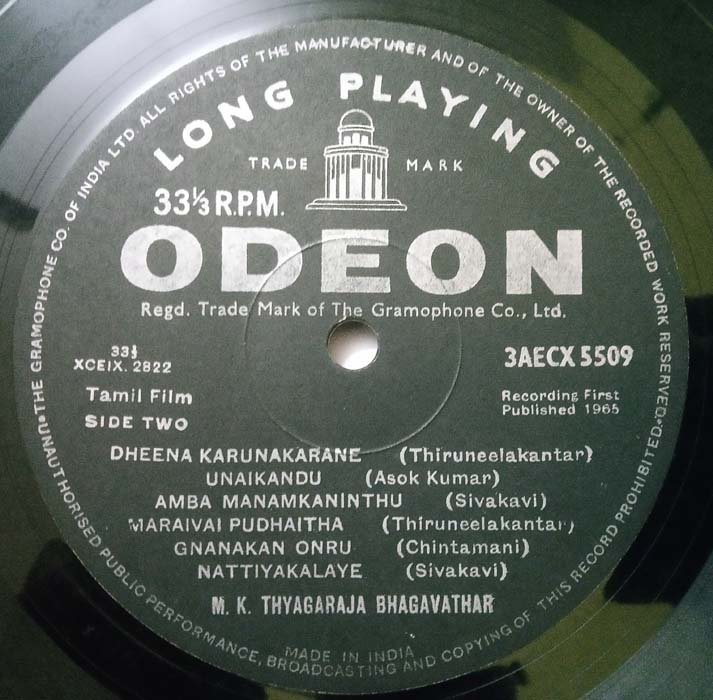 THE GRAMOPHONE CO. OF INDIA LTD. ALL RIGHTS OF THE MANUFACTURER AND OF THE OWNER OF THE RECORDED WORK RESERVED. UNAUTHORISED PUBLIC PERFORMANCE, BROADCASTING AND COPYING OF THIS RECORD PROHIBITED.
LONG PLAYING
TRADE MARK
33⅓ R.P.M.
ODEON
Regd. Trade Mark of The Gramophone Co., Ltd.
33⅓
XCEIX. 2822
3AECX 5509
Tamil Film
SIDE TWO
Recording First
Published 1965
DHEENA KARUNAKARANE (Thiruneelakantar)
UNAIKANDU (Asok Kumar)
AMBA MANAMKANINTHU (Sivakavi)
MARAIVAI PUDHAITHA (Thiruneelakantar)
GNANAKAN ONRU (Chintamani)
NATTIYAKALAYE (Sivakavi)
M. K. THYAGARAJA BHAGAVATHAR
MADE IN INDIA